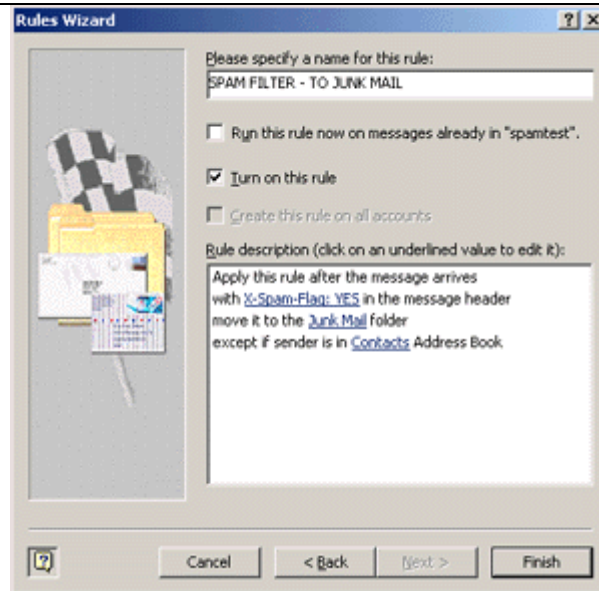 Rules Wizard
Please specify a name for this rule:
SPAM FILTER - TO JUNK MAIL
Run this rule now on messages already in "spamtest".
Turn on this rule
Create this rule on all accounts
Rule description (click on an underlined value to edit it):
Apply this rule after the message arrives
with X-Spam-Flag: YES in the message header
move it to the Junk Mail folder
except if sender is in Contacts Address Book
Cancel
< Back
Next >
Finish